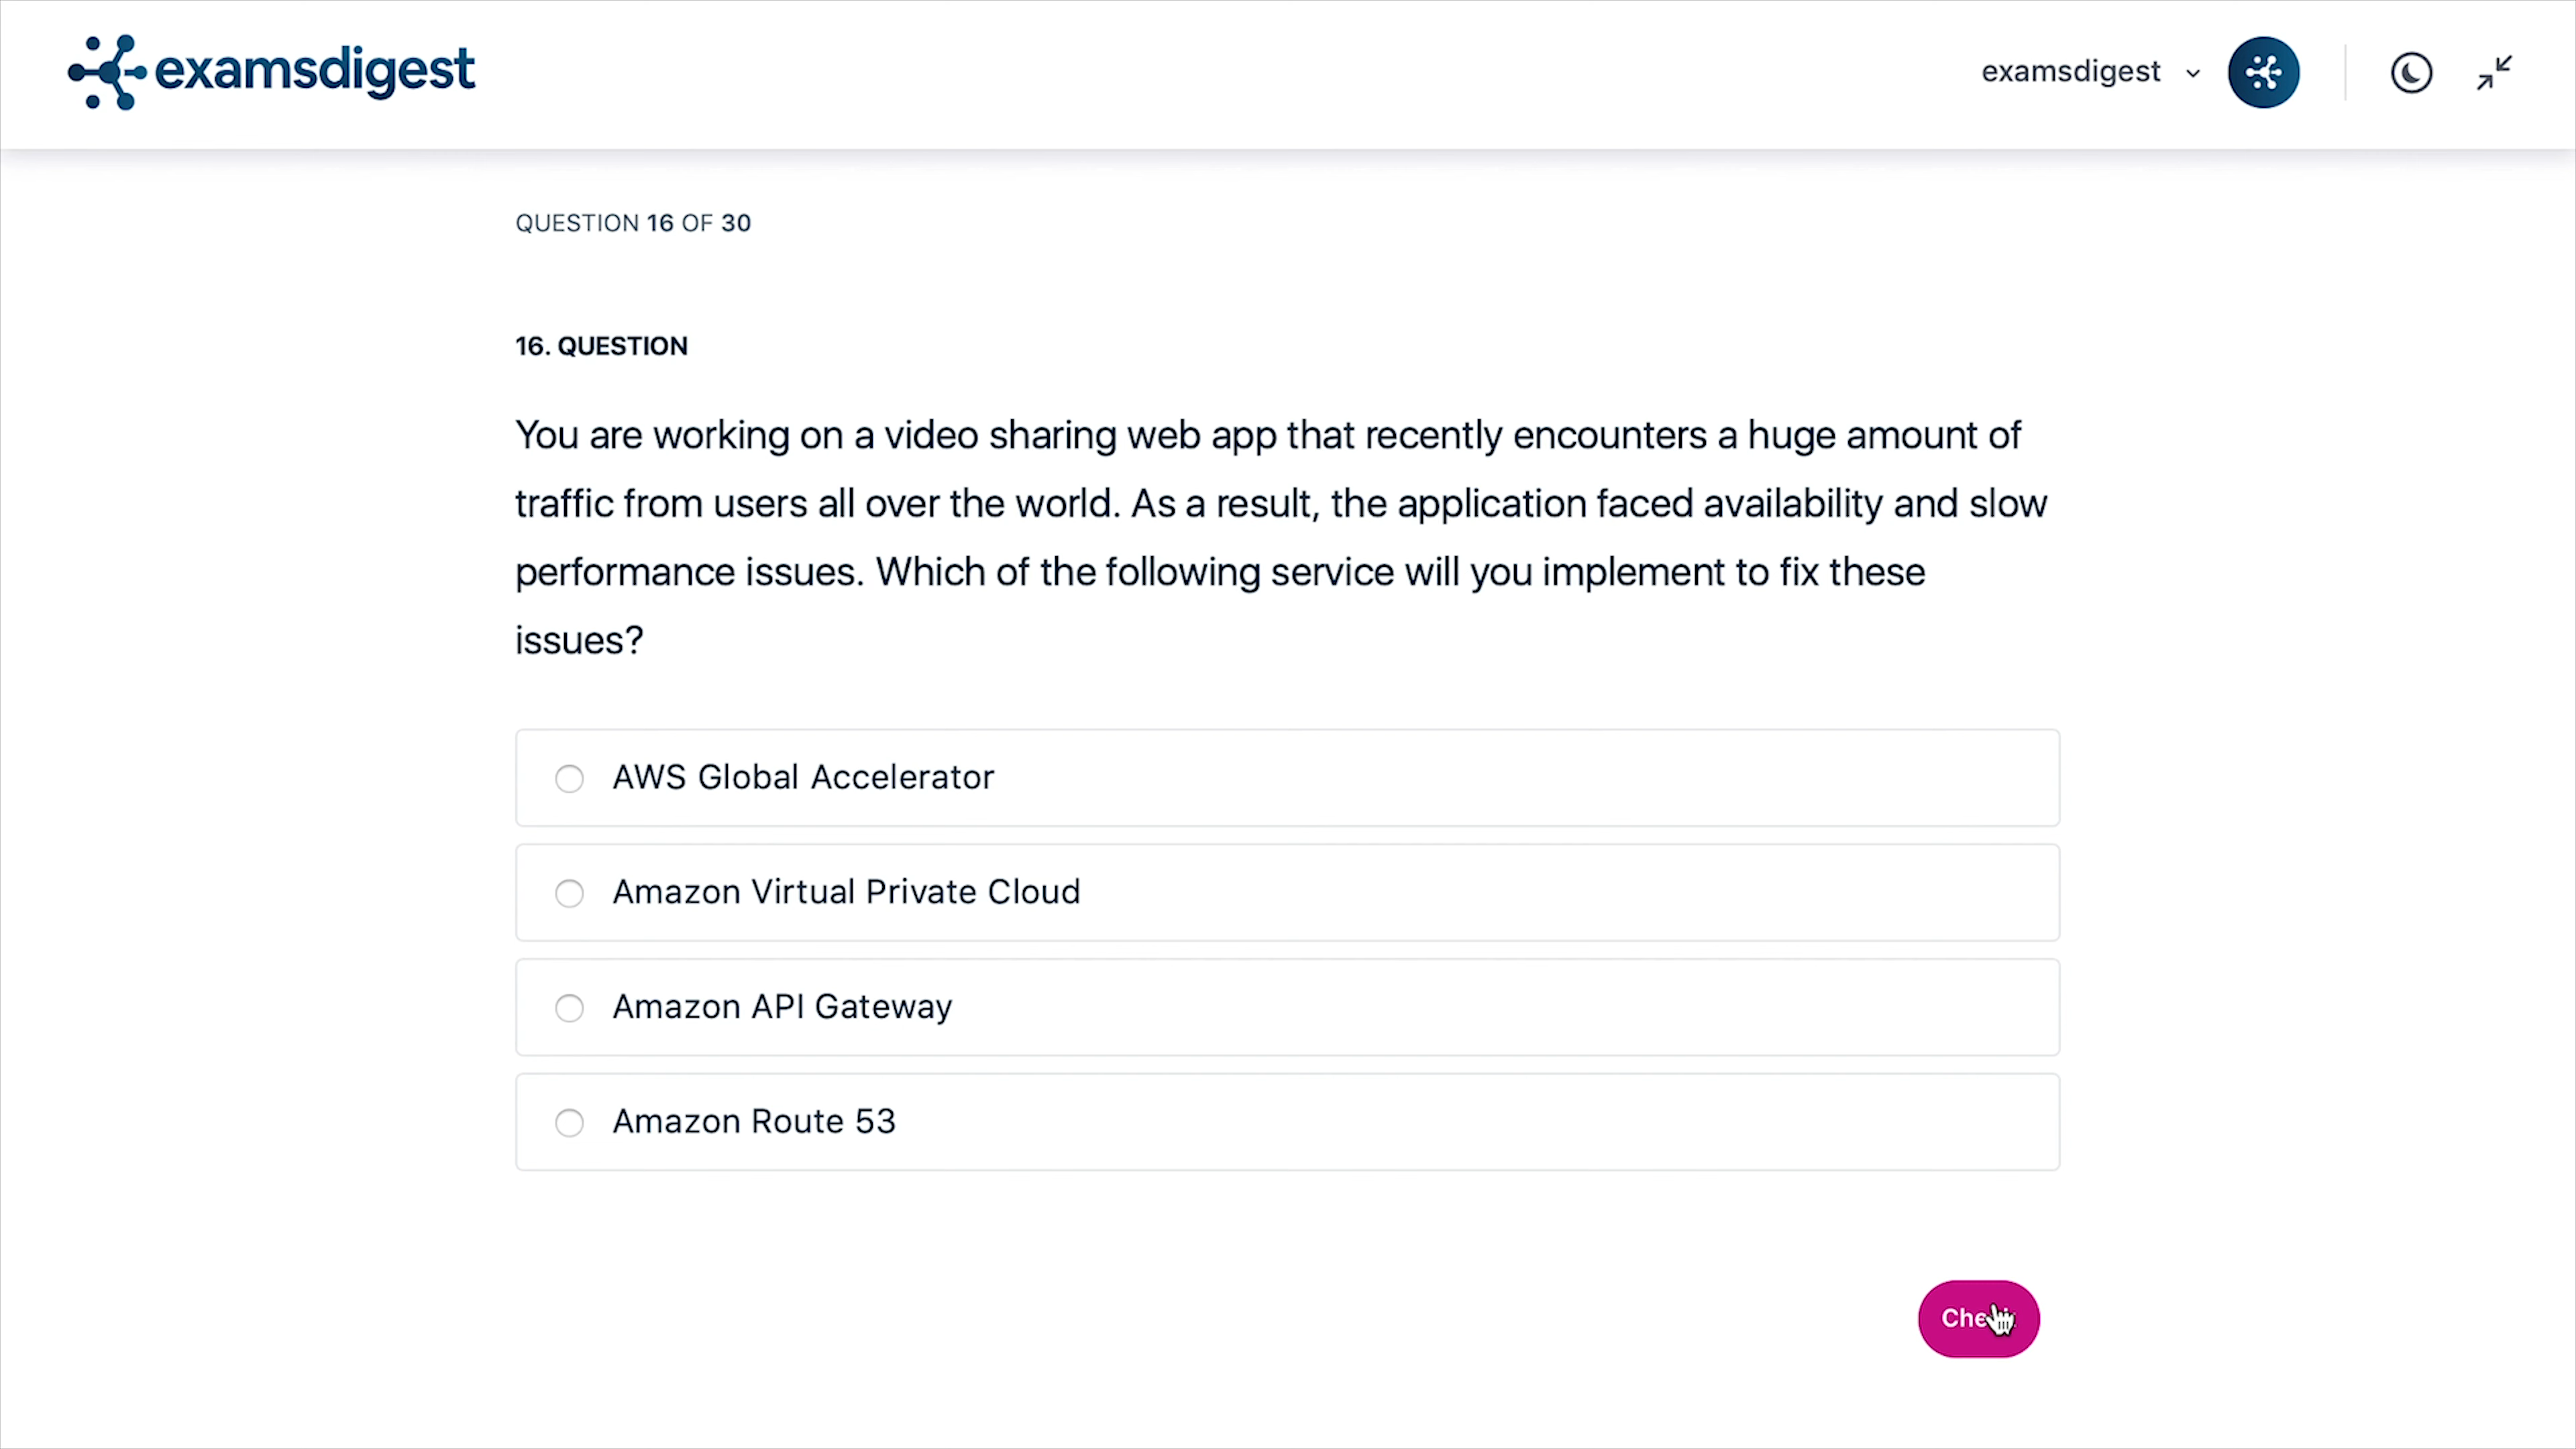 examsdigest
examsdigest
QUESTION 16 OF 30
16. QUESTION
You are working on a video sharing web app that recently encounters a huge amount of
traffic from users all over the world. As a result, the application faced availability and slow
performance issues. Which of the following service will you implement to fix these
issues?
AWS Global Accelerator
Amazon Virtual Private Cloud
Amazon API Gateway
Amazon Route 53